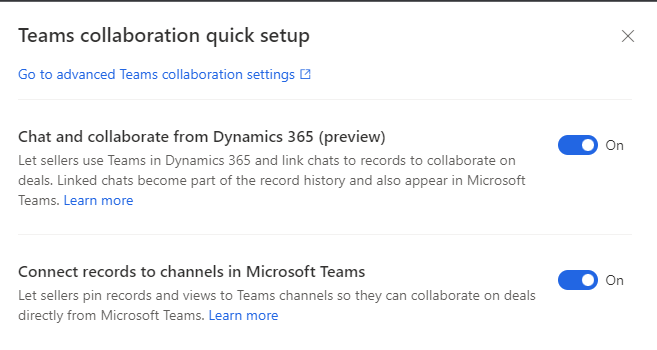 Teams collaboration quick setup
Go to advanced Teams collaboration settings
Chat and collaborate from Dynamics 365 (preview)
On
Let sellers use Teams in Dynamics 365 and link chats to records to collaborate on
deals. Linked chats become part of the record history and also appear in Microsoft
Teams. Learn more
Connect records to channels in Microsoft Teams
On
Let sellers pin records and views to Teams channels so they can collaborate on deals
directly from Microsoft Teams. Learn more